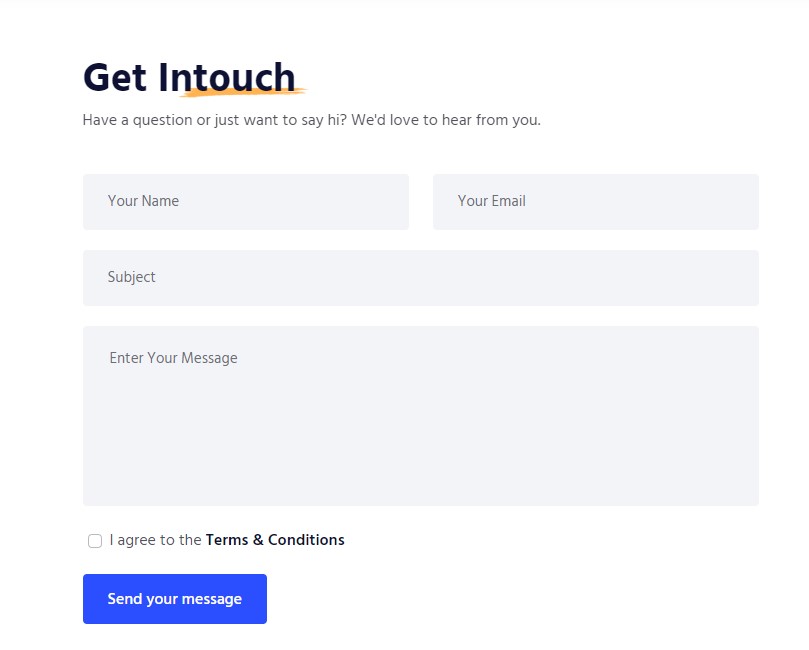 Get Intouch
Have a question or just want to say hi? We'd love to hear from you.
Your Name
Your Email
Subject
Enter Your Message
I agree to the Terms & Conditions
Send your message